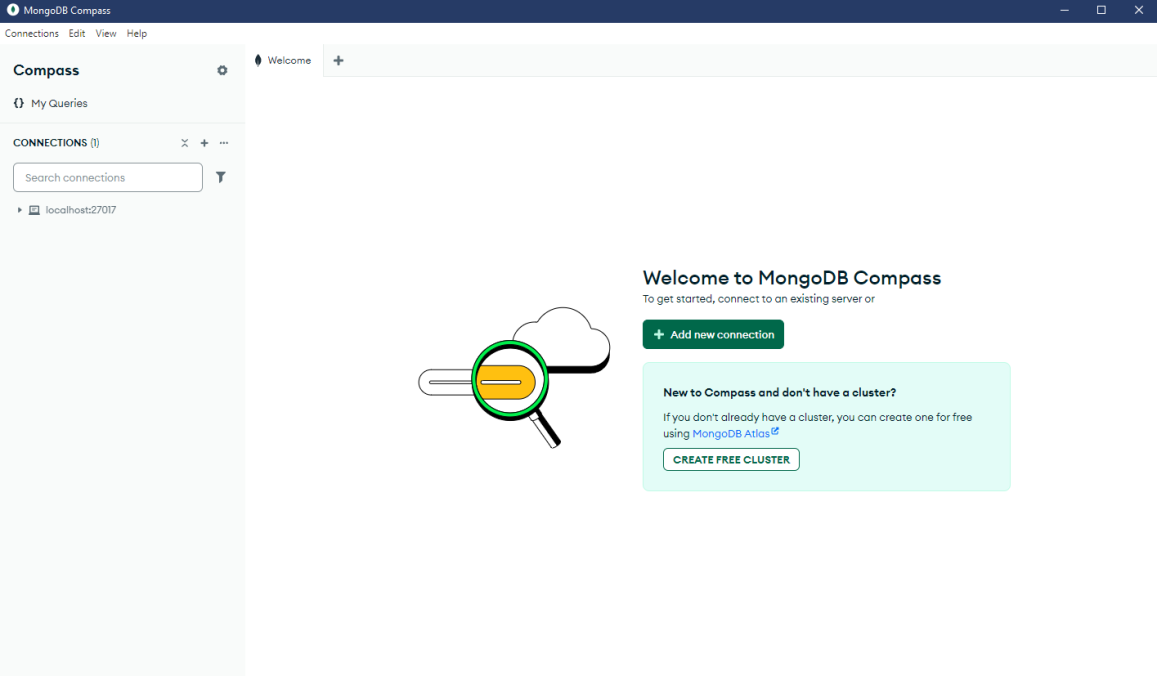 MongoDB Compass
Connections Edit View Help
Compass
My Queries
CONNECTIONS (1)
Search connections
localhost:27017
Welcome
Welcome to MongoDB Compass
To get started, connect to an existing server or
Add new connection
New to Compass and don't have a cluster?
If you don't already have a cluster, you can create one for free
using MongoDB Atlas
CREATE FREE CLUSTER